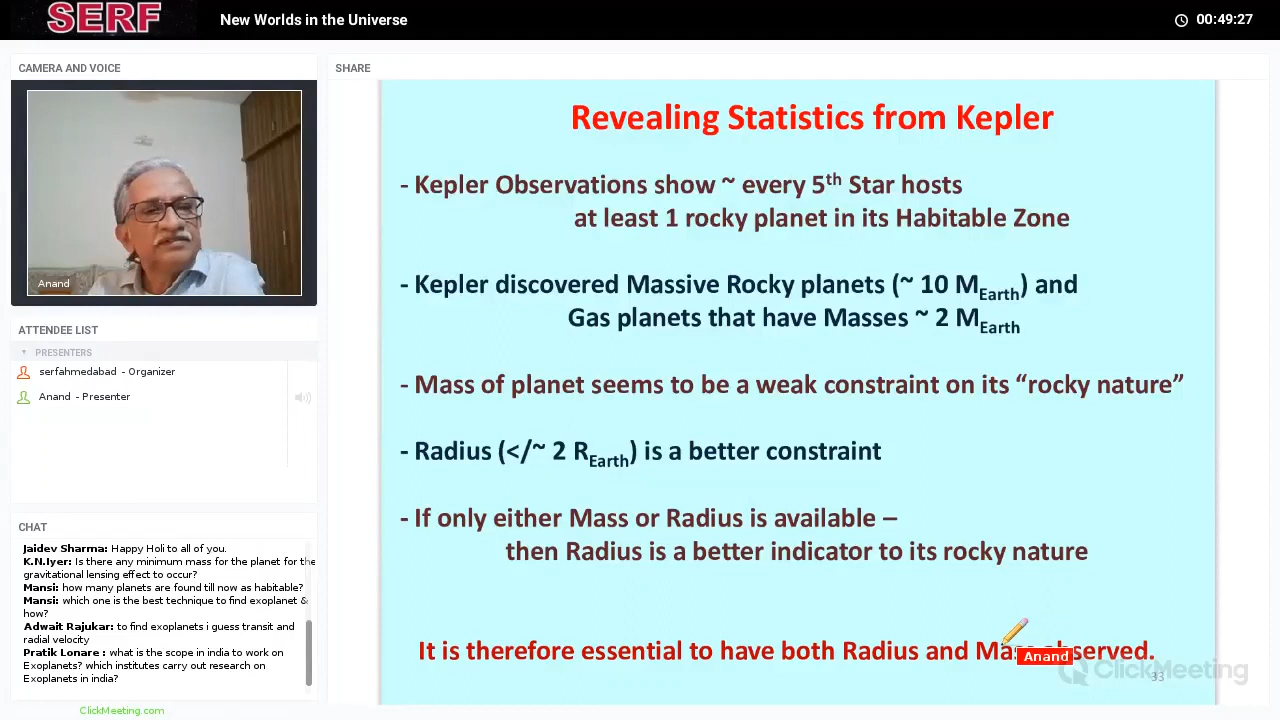 SERF
New Worlds in the Universe
00:49:27
CAMERA AND VOICE
Anand
ATTENDEE LIST
PRESENTERS
serfahmedabad - Organizer
Anand - Presenter
CHAT
Jaidev Sharma: Happy Holi to all of you.
K.N.Iyer: Is there any minimum mass for the planet for the
gravitational lensing effect to occur?
Mansi: how many planets are found till now as habitable?
Mansi: which one is the best technique to find exoplanet &
how?
Adwait Rajukar: to find exoplanets i guess transit and
radial velocity
Pratik Lonare : what is the scope in india to work on
Exoplanets? which institutes carry out research on
Exoplanets in india?
ClickMeeting.com
SHARE
Revealing Statistics from Kepler
- Kepler Observations show ~ every 5th Star hosts
at least 1 rocky planet in its Habitable Zone
- Kepler discovered Massive Rocky planets (~ 10 MEarth) and
Gas planets that have Masses ~ 2 MEarth
- Mass of planet seems to be a weak constraint on its “rocky nature”
- Radius (</~ 2 REarth) is a better constraint
- If only either Mass or Radius is available –
then Radius is a better indicator to its rocky nature
It is therefore essential to have both Radius and Mass observed.
Anand
ClickMeeting
33